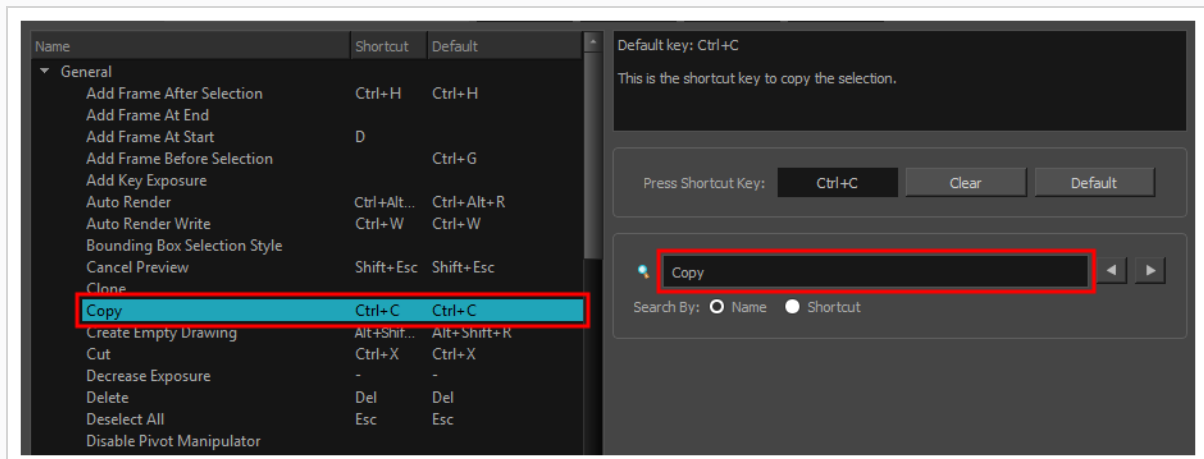 Name Shortcut Default
General
Add Frame After Selection Ctrl+H Ctrl+H
Add Frame At End
Add Frame At Start D
Add Frame Before Selection Ctrl+G
Add Key Exposure
Auto Render Ctrl+Alt... Ctrl+Alt+R
Auto Render Write Ctrl+W Ctrl+W
Bounding Box Selection Style
Cancel Preview Shift+Esc Shift+Esc
Clone
Copy Ctrl+C Ctrl+C
Create Empty Drawing Alt+Shif... Alt+Shift+R
Cut Ctrl+X Ctrl+X
Decrease Exposure - -
Delete Del Del
Deselect All Esc Esc
Disable Pivot Manipulator
Default key: Ctrl+C
This is the shortcut key to copy the selection.
Press Shortcut Key: Ctrl+C Clear Default
Copy
Search By: Name Shortcut